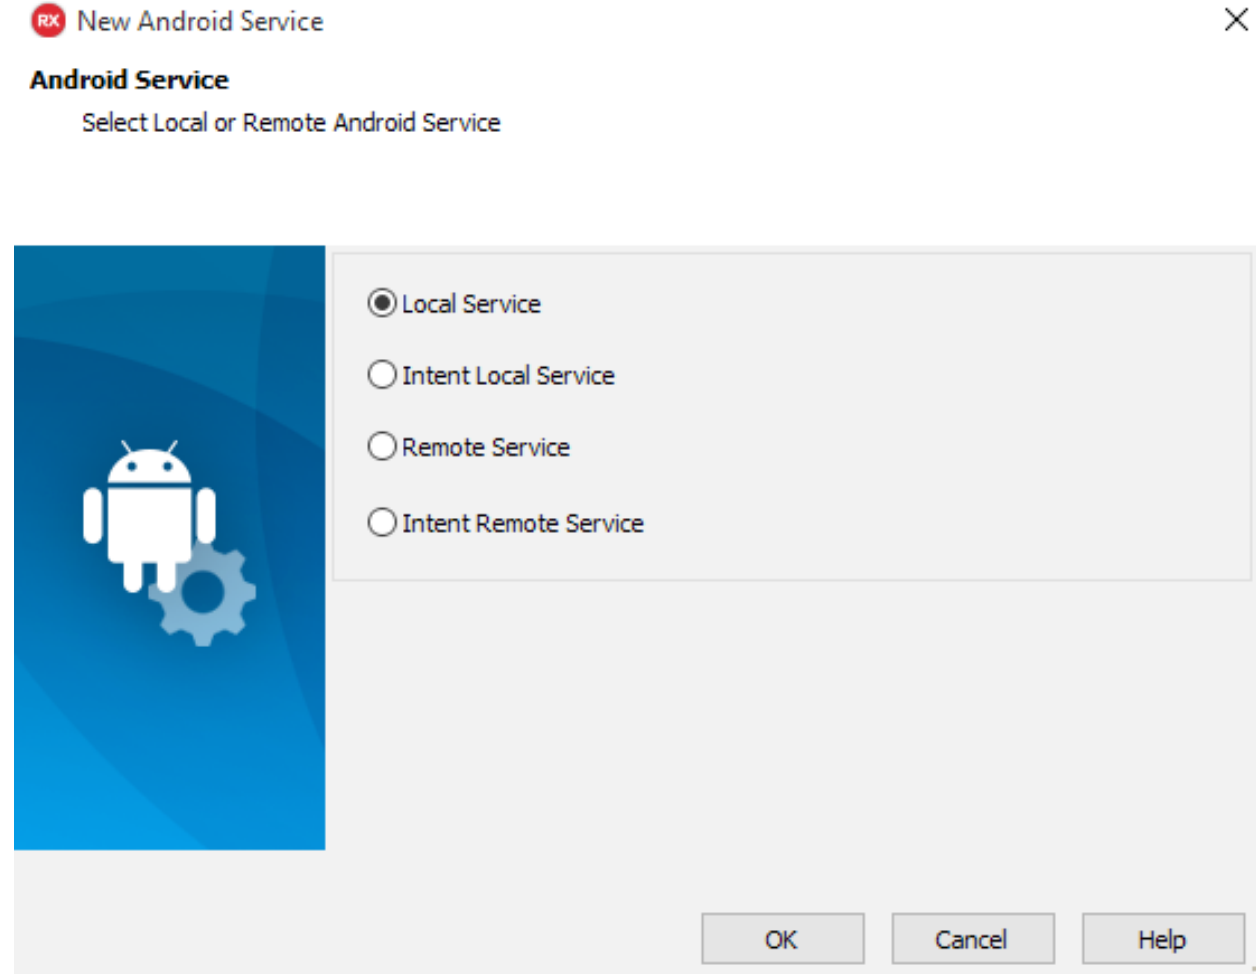 RX New Android Service
Android Service
Select Local or Remote Android Service
Local Service
Intent Local Service
Remote Service
Intent Remote Service
OK Cancel Help